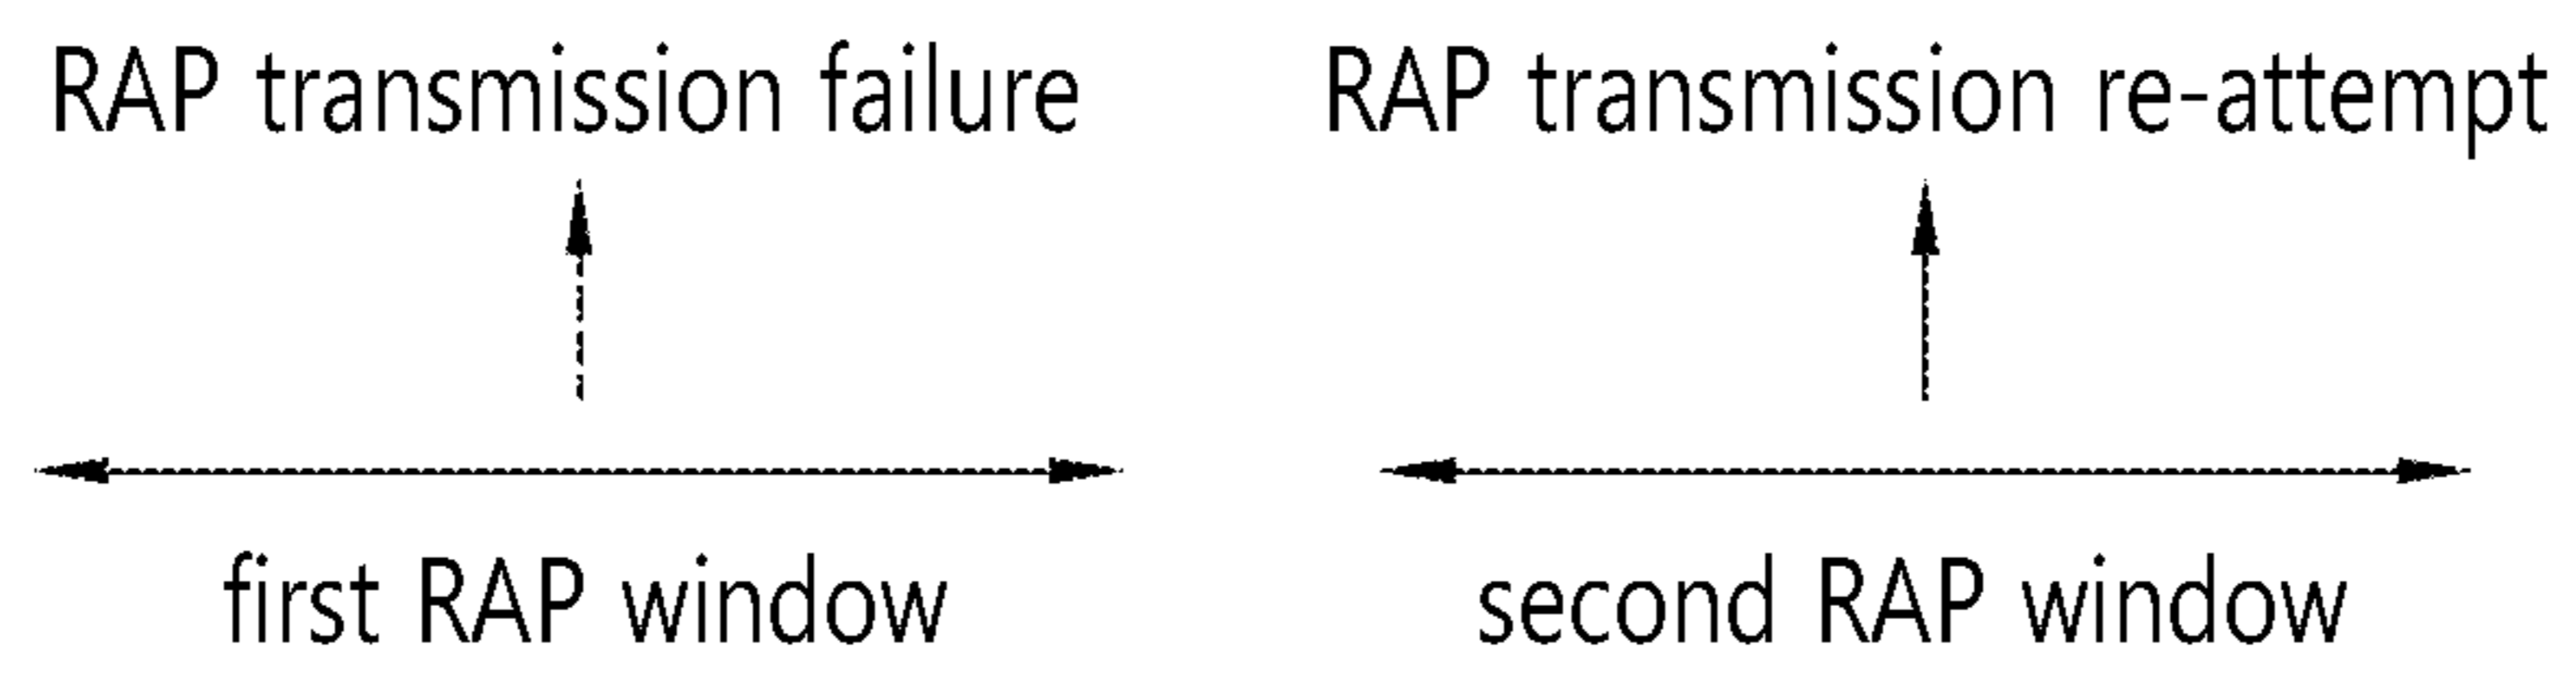 RAP transmission failure
RAP transmission re-attempt
first RAP window
second RAP window